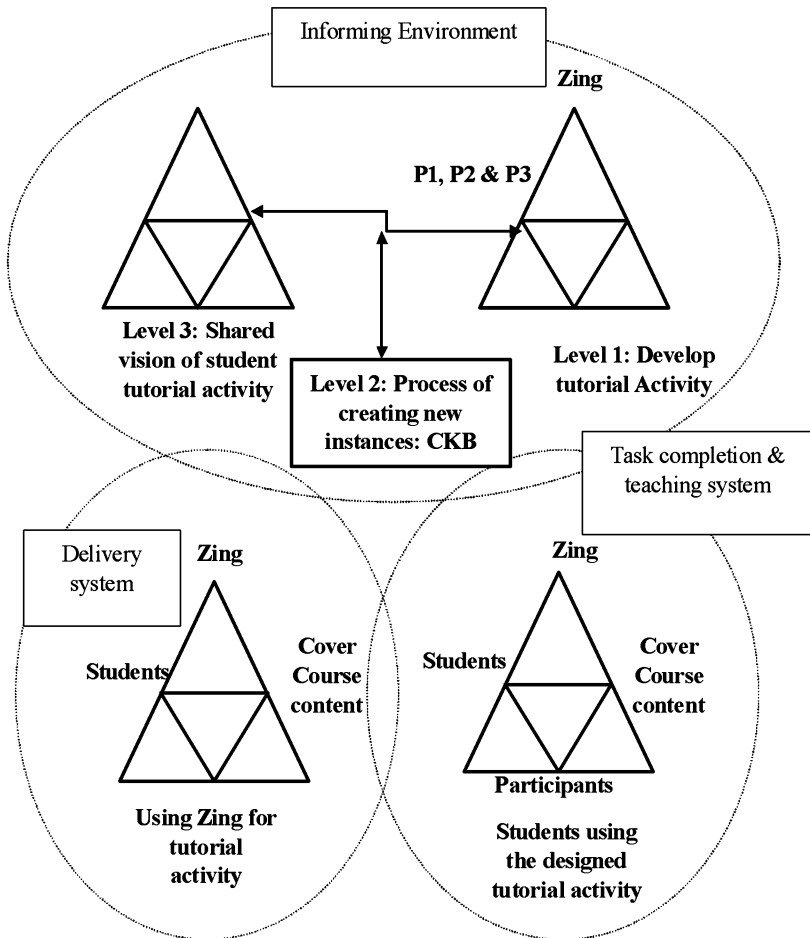 Informing Environment
Zing
P1, P2 & P3
Level 3: Shared
vision of student
tutorial activity
Level 1: Develop
tutorial Activity
Level 2: Process of
creating new
instances: CKB
Task completion &
teaching system
Delivery
system
Zing
Students
Cover
Course
content
Using Zing for
tutorial
activity
Zing
Students
Cover
Course
content
Participants
Students using
the designed
tutorial activity